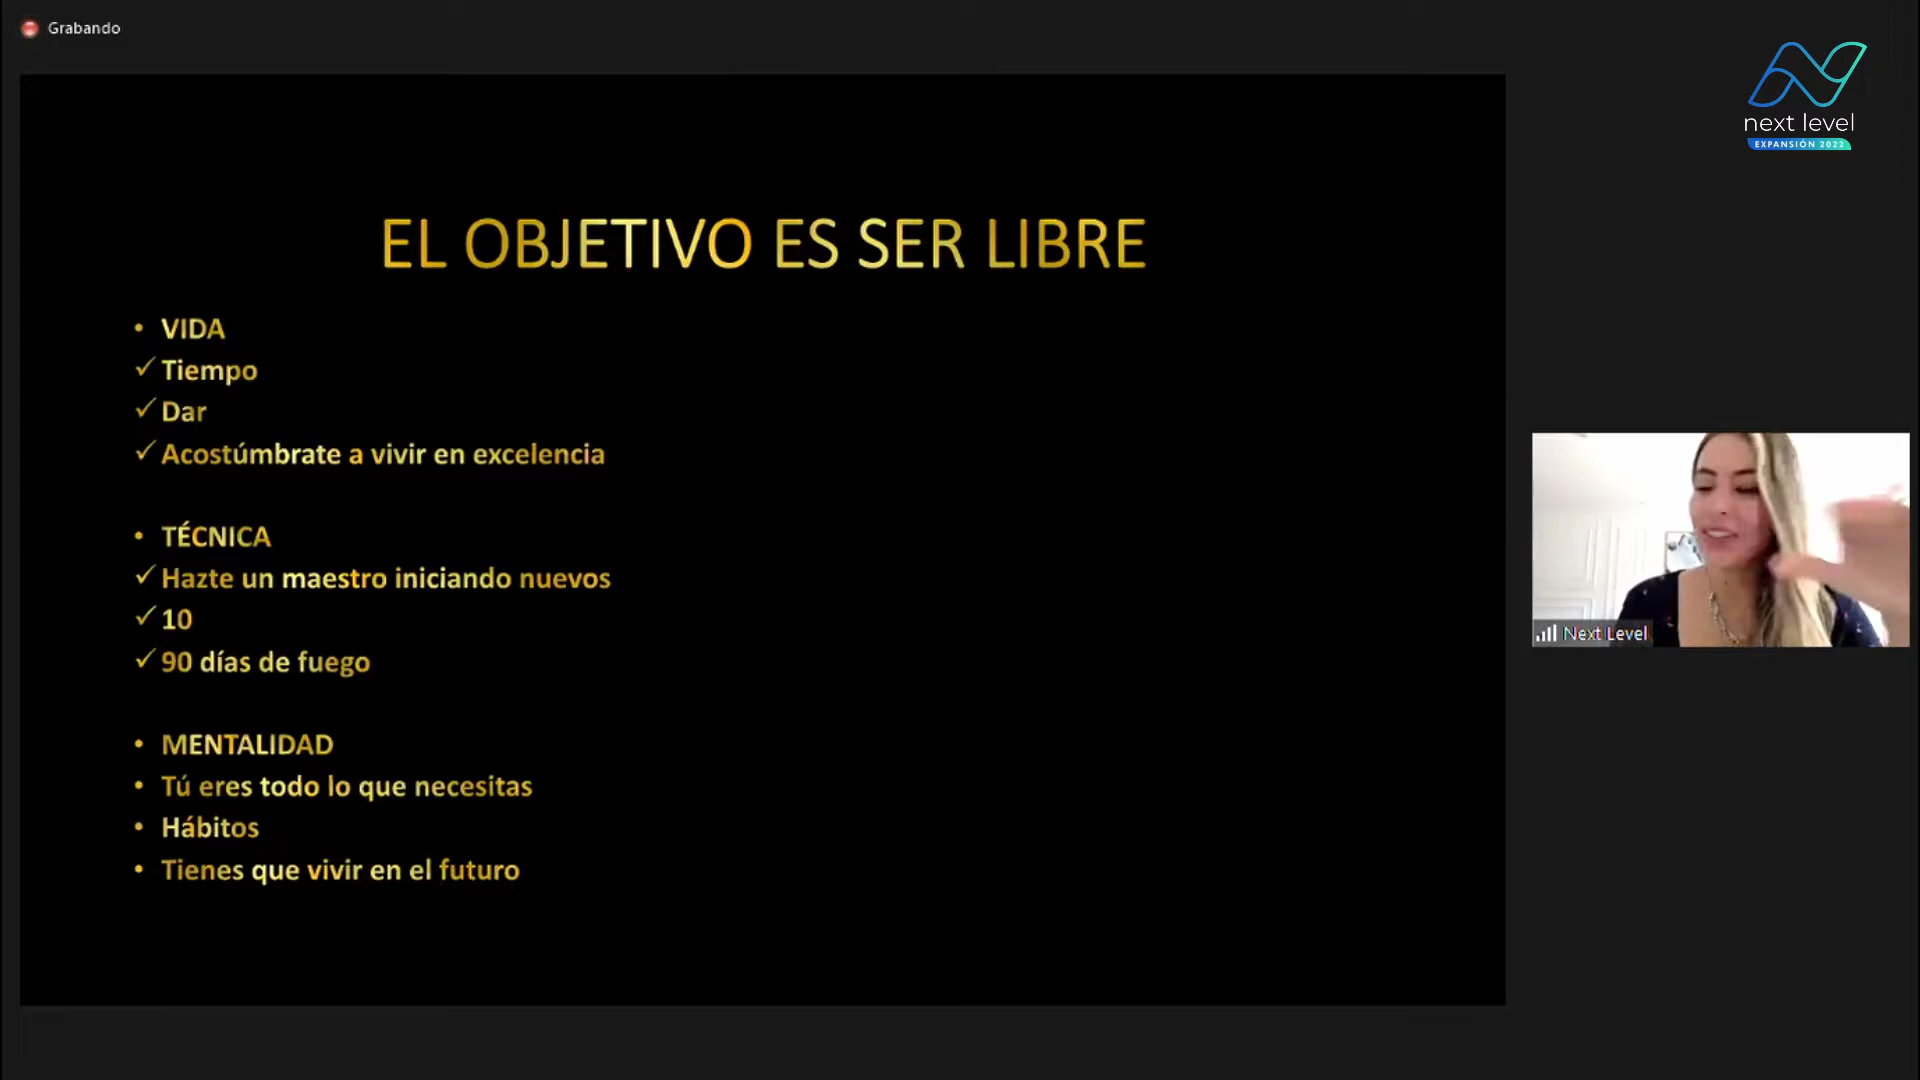 Grabando
next level
EXPANSIÓN 2022
EL OBJETIVO ES SER LIBRE
• VIDA
✓ Tiempo
✓ Dar
✓ Acostúmbrate a vivir en excelencia
• TÉCNICA
✓ Hazte un maestro iniciando nuevos
✓ 10
✓ 90 días de fuego
• MENTALIDAD
• Tú eres todo lo que necesitas
• Hábitos
• Tienes que vivir en el futuro
Next Level